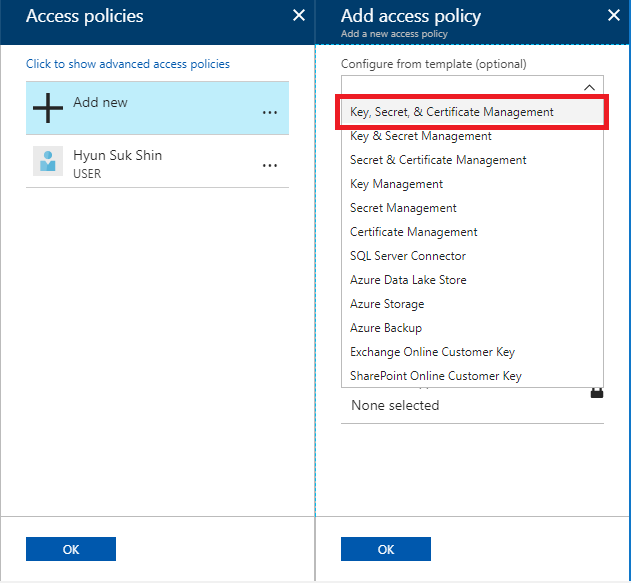 Access policies
Click to show advanced access policies
Add new
...
Hyun Suk Shin
USER
...
OK
Add access policy
Add a new access policy
Configure from template (optional)
Key, Secret, & Certificate Management
Key & Secret Management
Secret & Certificate Management
Key Management
Secret Management
Certificate Management
SQL Server Connector
Azure Data Lake Store
Azure Storage
Azure Backup
Exchange Online Customer Key
SharePoint Online Customer Key
None selected
OK